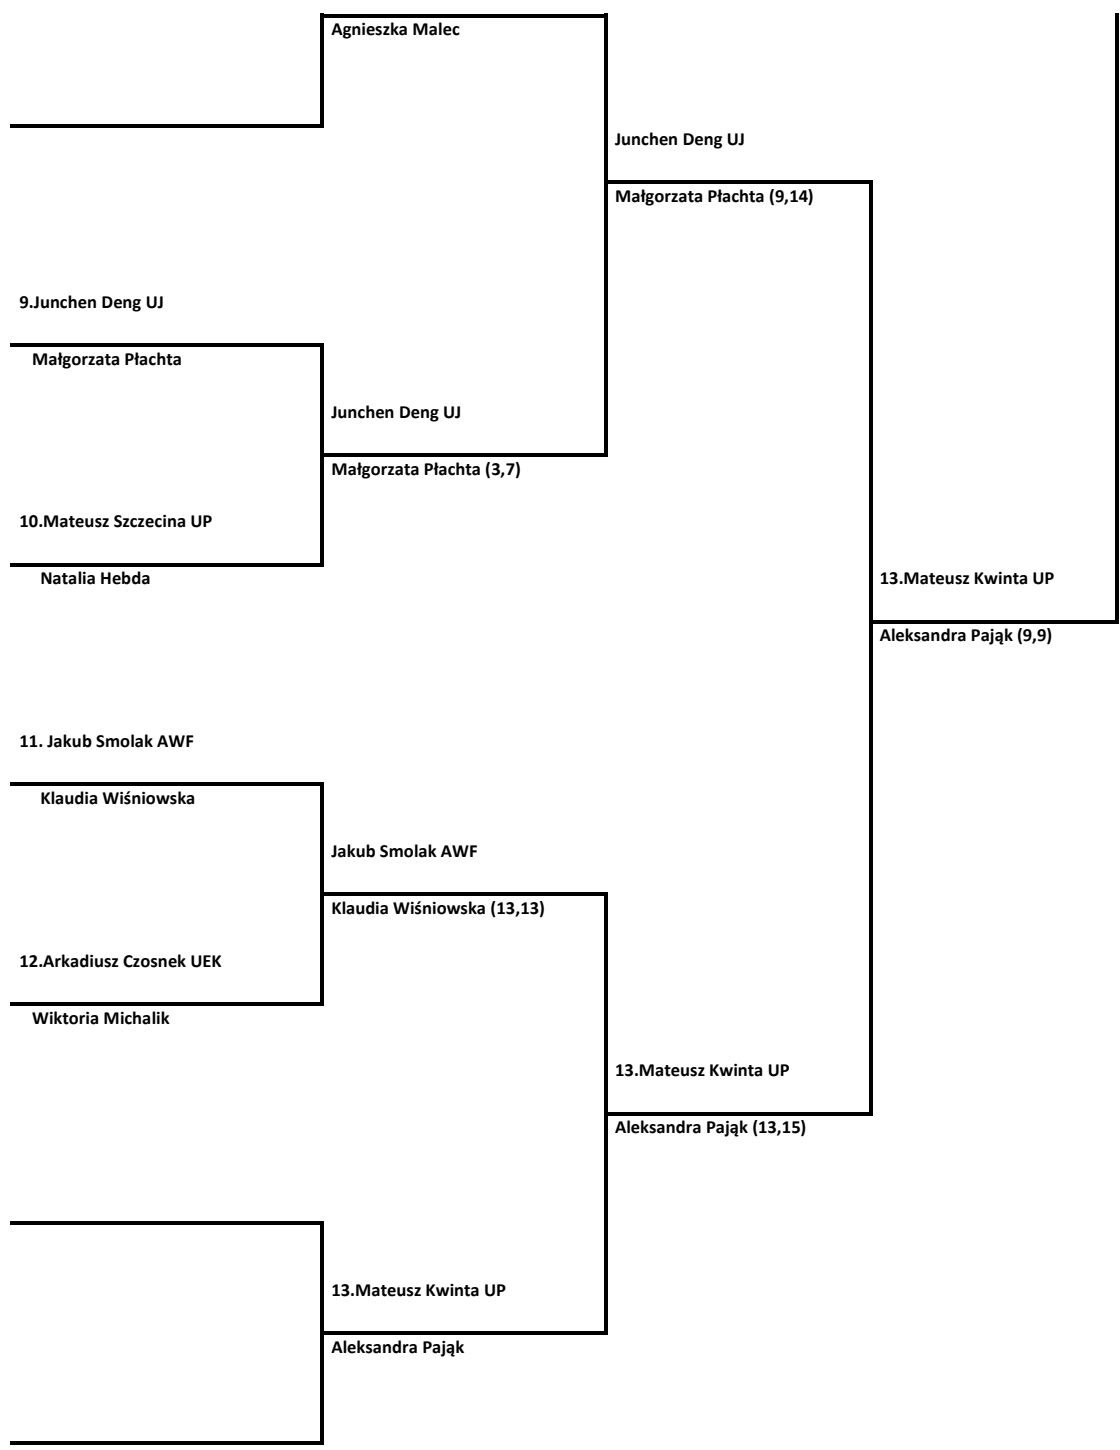 Agnieszka Malec
Junchen Deng UJ
Małgorzata Płachta (9,14)
9.Junchen Deng UJ
Małgorzata Płachta
Junchen Deng UJ
Małgorzata Płachta (3,7)
10.Mateusz Szczecina UP
Natalia Hebda
13.Mateusz Kwinta UP
Aleksandra Pająk (9,9)
11. Jakub Smolak AWF
Klaudia Wiśniowska
Jakub Smolak AWF
Klaudia Wiśniowska (13,13)
12.Arkadiusz Czosnek UEK
Wiktoria Michalik
13.Mateusz Kwinta UP
Aleksandra Pająk (13,15)
13.Mateusz Kwinta UP
Aleksandra Pająk